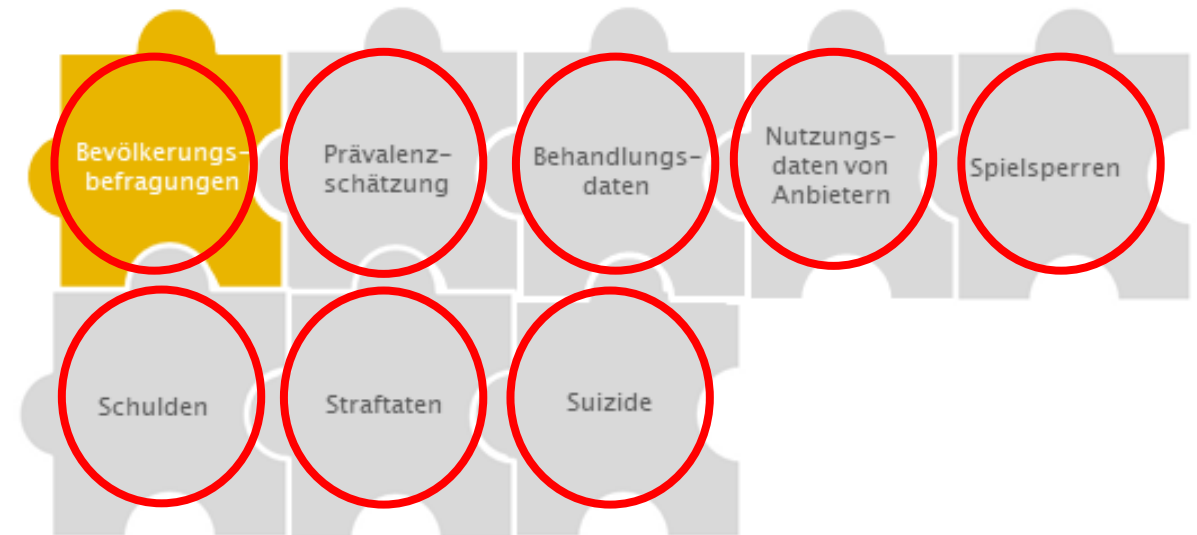 Bevölkerungs-
befragungen
Prävalenz-
schätzung
Behandlungs-
daten
Nutzungs-
daten von
Anbietern
Spielsperren
Schulden
Straftaten
Suizide